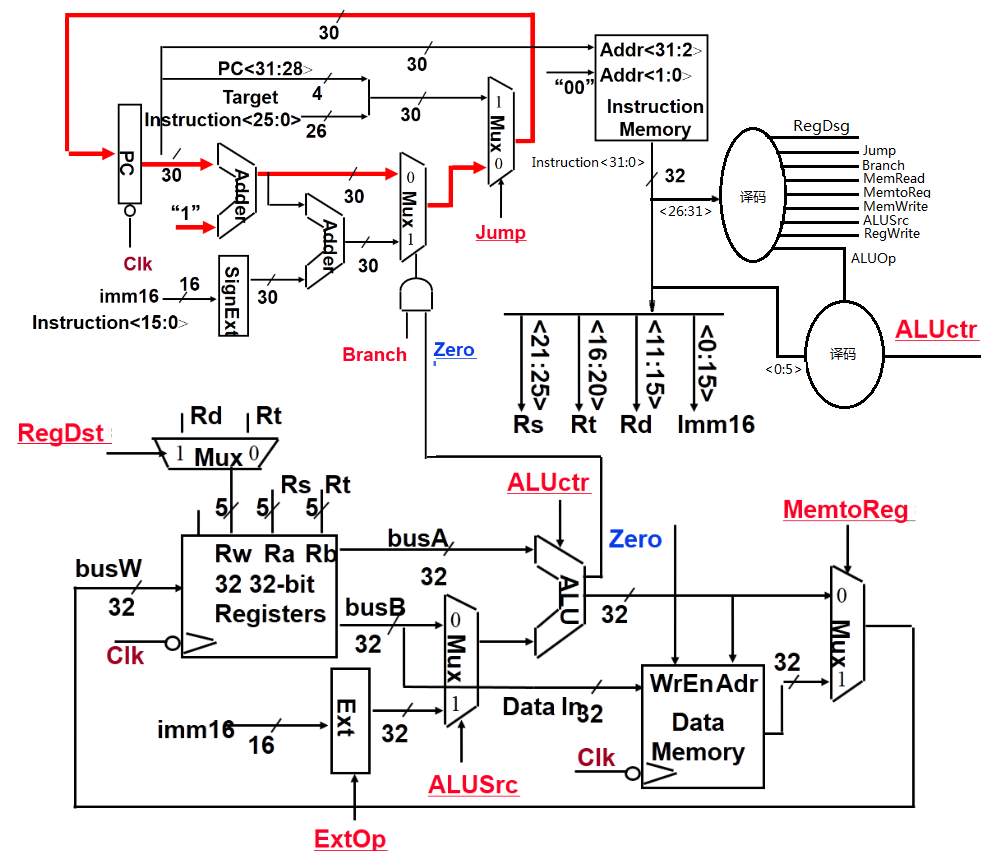 30
30
PC<31:28>
4
Target
Instruction<25:0>
26
30
1
Mux
0
Jump
Addr<31:2>
Addr<1:0>
"00"
Instruction
Memory
Instruction<31:0>
32
<26:31>
译码
RegDsg
Jump
Branch
MemRead
MemtoReg
MemWrite
ALUSrc
RegWrite
ALUOp
译码
<0:5>
ALUctr
PC
30
Clk
"1"
Adder
30
Adder
30
0
Mux
1
imm16
16
Instruction<15:0>
SignExt
30
Branch
Zero
<21:25>
<16:20>
<11:15>
<0:15>
Rs
Rt
Rd
Imm16
Rd
Rt
RegDst
1 Mux 0
5
5
5
Rs
Rt
Rw Ra Rb
32 32-bit
Registers
busW
32
Clk
busA
32
busB
32
0
Mux
1
ALUSrc
imm16
16
Ext
32
ExtOp
ALUctr
ALU
32
Zero
Data In
32
WrEn Adr
Data
Memory
Clk
32
MemtoReg
0
Mux
1